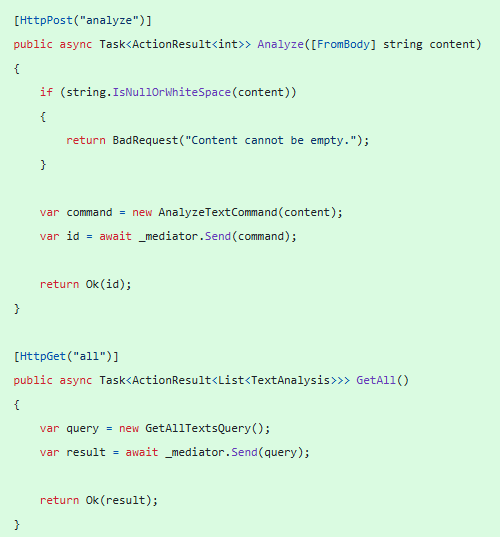 [HttpPost("analyze")]
public async Task<ActionResult<int>> Analyze([FromBody] string content)
{
    if (string.IsNullOrWhiteSpace(content))
    {
        return BadRequest("Content cannot be empty.");
    }

    var command = new AnalyzeTextCommand(content);
    var id = await _mediator.Send(command);

    return Ok(id);
}

[HttpGet("all")]
public async Task<ActionResult<List<TextAnalysis>>> GetAll()
{
    var query = new GetAllTextsQuery();
    var result = await _mediator.Send(query);

    return Ok(result);
}